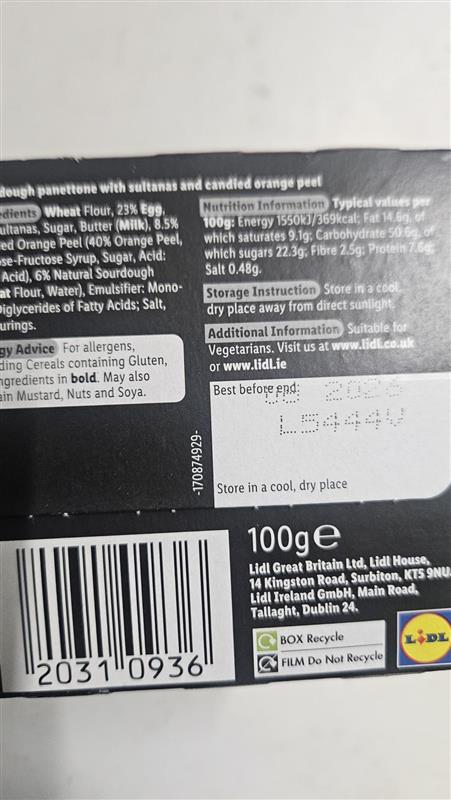 dough panettone with sultanas and candied orange peel
edients Wheat Flour, 23% Egg,
ultanas, Sugar, Butter (Milk), 8.5%
ed Orange Peel (40% Orange Peel,
se-Fructose Syrup, Sugar, Acid:
Acid), 6% Natural Sourdough
at Flour, Water), Emulsifier: Mono-
Diglycerides of Fatty Acids; Salt,
urings.
gy Advice For allergens,
ding Cereals containing Gluten,
ngredients in bold. May also
ain Mustard, Nuts and Soya.
Nutrition Information Typical values per
100g: Energy 1550kJ/369kcal; Fat 14.6g, of
which saturates 9.1g; Carbohydrate 50.6g, of
which sugars 22.3g; Fibre 2.5g; Protein 7.6g;
Salt 0.48g.
Storage Instruction Store in a cool,
dry place away from direct sunlight.
Additional Information Suitable for
Vegetarians. Visit us at www.lidl.co.uk
or www.lidl.ie
Best before end:
L5444V
Store in a cool, dry place
-170874929-
100g e
Lidl Great Britain Ltd, Lidl House,
14 Kingston Road, Surbiton, KT5 9NU.
Lidl Ireland GmbH, Main Road,
Tallaght, Dublin 24.
BOX Recycle
FILM Do Not Recycle
LIDL
2031 0936